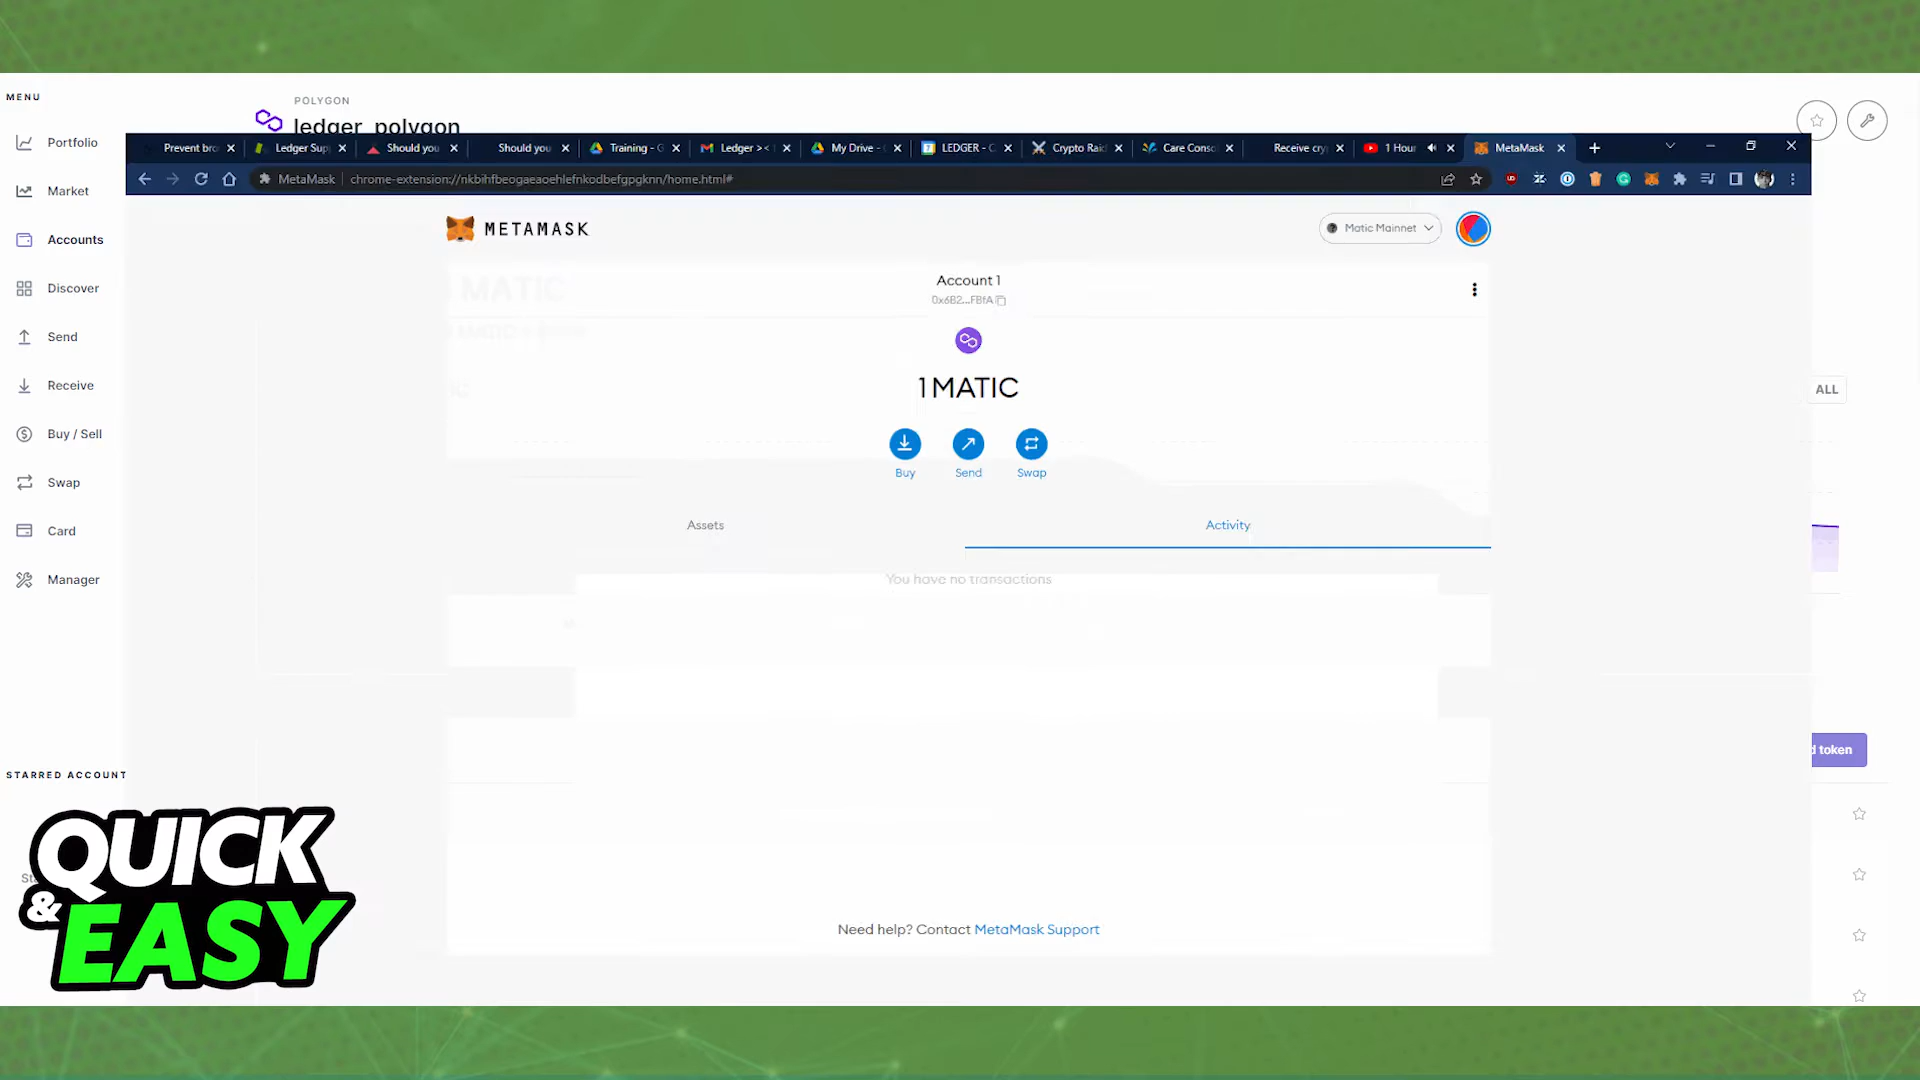 MENU
POLYGON
ledger_polygon
Portfolio
Market
Accounts
Discover
Send
Receive
Buy / Sell
Swap
Card
Manager
STARRED ACCOUNT
Prevent bro
Ledger Sup
Should you
Should you
Training - G
Ledger ><
My Drive -
LEDGER - C
Crypto Raid
Care Conso
Receive cry
1 Hour
MetaMask
MetaMask
chrome-extension://nkbihfbeogaeaoehlefnkodbefgpgknn/home.html#
METAMASK
Matic Mainnet
MATIC
Account 1
0x6B2...FBfA
1 MATIC
Buy
Send
Swap
Assets
Activity
You have no transactions
Need help? Contact MetaMask Support
ALL
d token
QUICK
& EASY